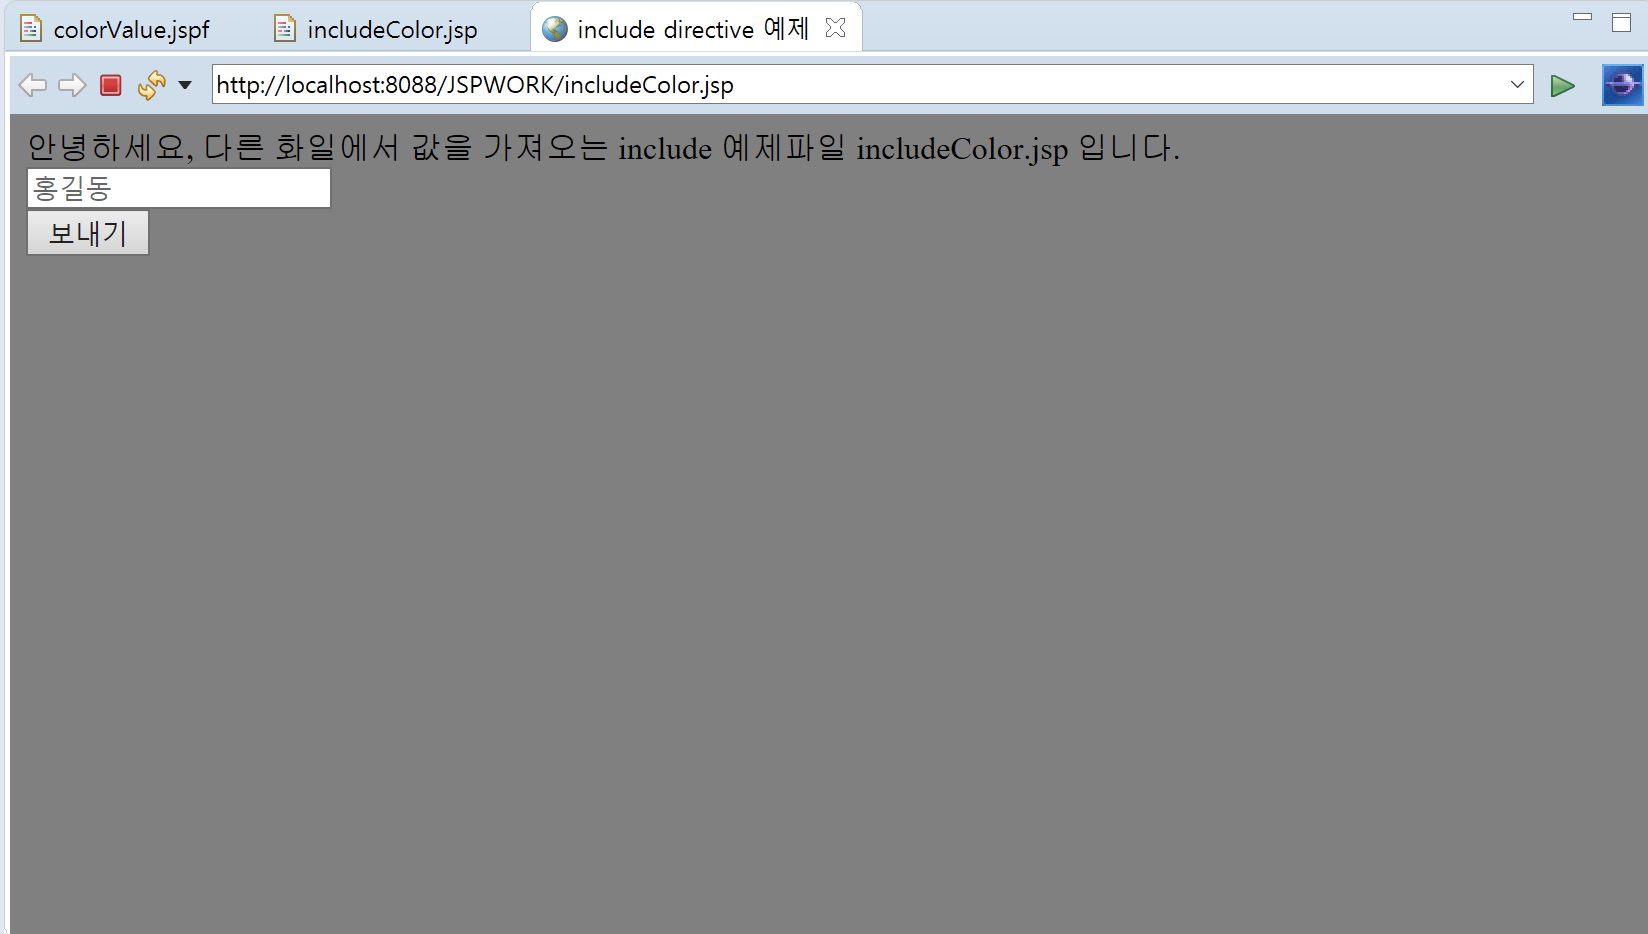 colorValue.jspf includeColor.jsp include directive 예제
http://localhost:8088/JSPWORK/includeColor.jsp
안녕하세요, 다른 화일에서 값을 가져오는 include 예제파일 includeColor.jsp 입니다.
홍길동
보내기